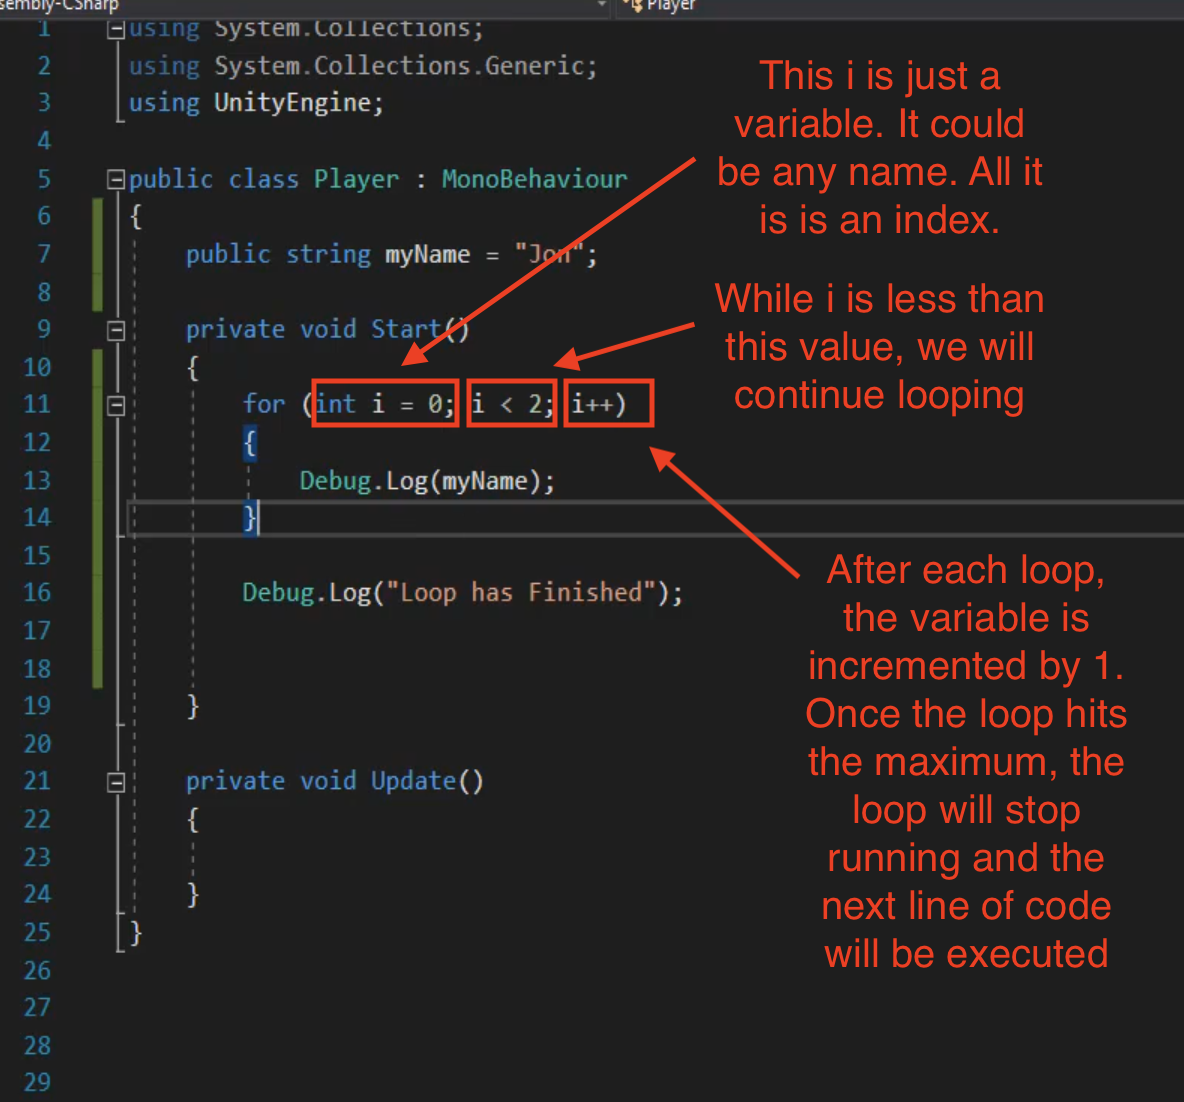 sembly-CSharp
Player
1 using System.Collections;
2 using System.Collections.Generic;
3 using UnityEngine;
4
5 public class Player : MonoBehaviour
6 {
7 public string myName = "Jon";
8
9 private void Start()
10 {
11 for (int i = 0; i < 2; i++)
12 {
13 Debug.Log(myName);
14 }
15
16 Debug.Log("Loop has Finished");
17
18
19 }
20
21 private void Update()
22 {
23
24 }
25 }
26
27
28
29
This i is just a
variable. It could
be any name. All it
is is an index.
While i is less than
this value, we will
continue looping
After each loop,
the variable is
incremented by 1.
Once the loop hits
the maximum, the
loop will stop
running and the
next line of code
will be executed